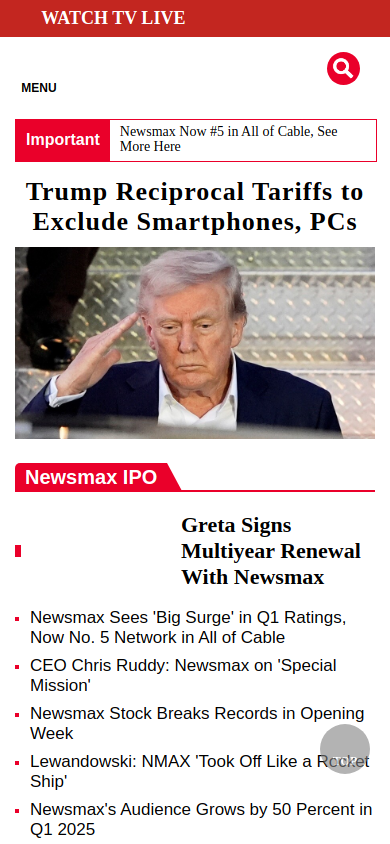 WATCH TV LIVE
MENU
Important
Newsmax Now #5 in All of Cable, See
More Here
Trump Reciprocal Tariffs to
Exclude Smartphones, PCs
Newsmax IPO
Greta Signs
Multiyear Renewal
With Newsmax
Newsmax Sees 'Big Surge' in Q1 Ratings,
Now No. 5 Network in All of Cable
CEO Chris Ruddy: Newsmax on 'Special
Mission'
Newsmax Stock Breaks Records in Opening
Week
Lewandowski: NMAX 'Took Off Like a Rocket
Ship'
Newsmax's Audience Grows by 50 Percent in
Q1 2025